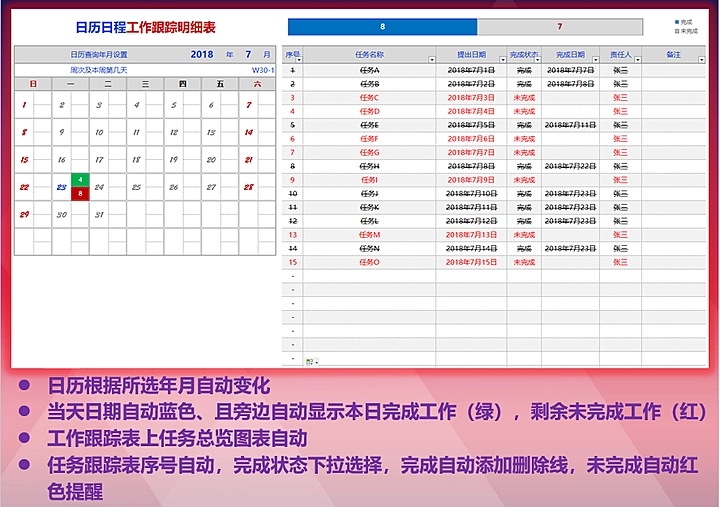 日历日程工作跟踪明细表
8
7
完成
未完成
日历查询年月设置 2018 年 7 月
周次及本周第几天 W30-1
日 一 二 三 四 五 六
1 2 3 4 5 6 7
8 9 10 11 12 13 14
15 16 17 18 19 20 21
22 23 4 8 24 25 26 27 28
29 30 31
序号 任务名称 提出日期 完成状态 完成日期 责任人 备注
1 任务A 2018年7月1日 完成 2018年7月7日 张三
2 任务B 2018年7月2日 完成 2018年7月8日 张三
3 任务C 2018年7月3日 未完成 张三
4 任务D 2018年7月4日 未完成 张三
5 任务E 2018年7月5日 完成 2018年7月11日 张三
6 任务F 2018年7月6日 未完成 张三
7 任务G 2018年7月7日 未完成 张三
8 任务H 2018年7月8日 完成 2018年7月22日 张三
9 任务I 2018年7月9日 未完成 张三
10 任务J 2018年7月10日 完成 2018年7月23日 张三
11 任务K 2018年7月11日 完成 2018年7月23日 张三
12 任务L 2018年7月12日 完成 2018年7月23日 张三
13 任务M 2018年7月13日 未完成 张三
14 任务N 2018年7月14日 完成 2018年7月23日 张三
15 任务O 2018年7月15日 未完成 张三
-
-
-
-
-
-
-
● 日历根据所选年月自动变化
● 当天日期自动蓝色、且旁边自动显示本日完成工作（绿），剩余未完成工作（红）
● 工作跟踪表上任务总览图表自动
● 任务跟踪表序号自动，完成状态下拉选择，完成自动添加删除线，未完成自动红
色提醒